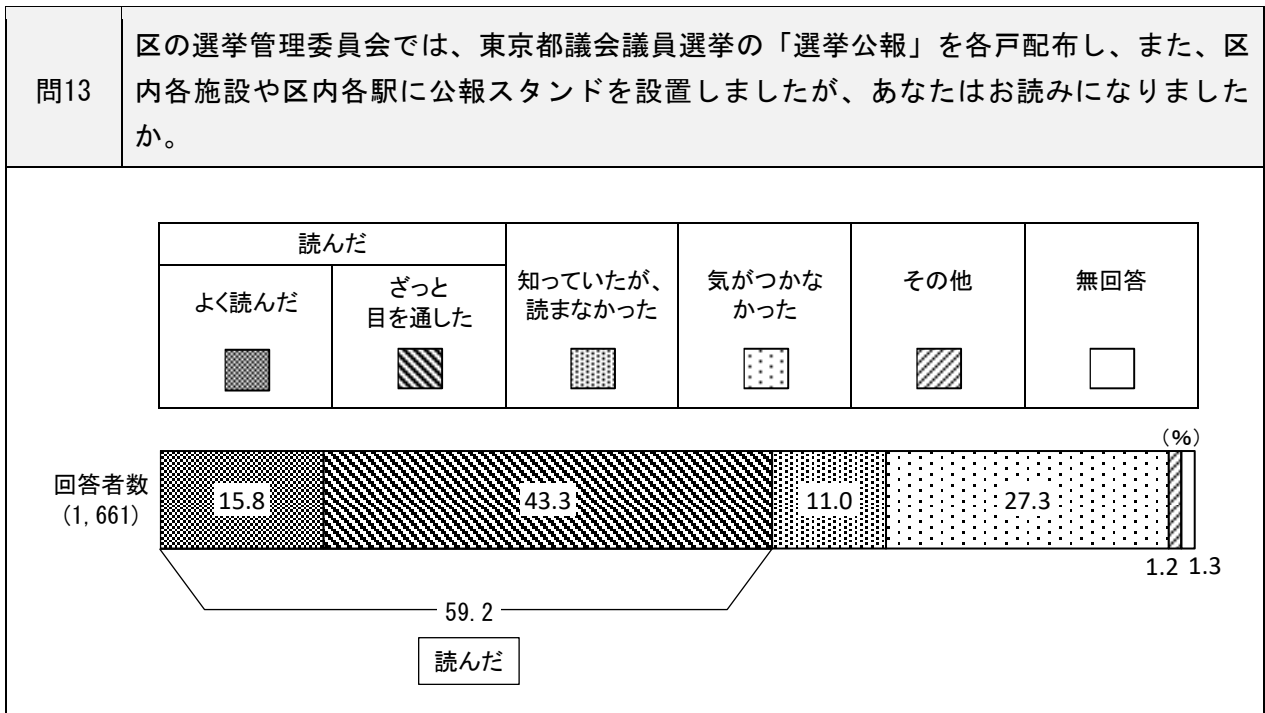 問13
区の選挙管理委員会では、東京都議会議員選挙の「選挙公報」を各戸配布し、また、区
内各施設や区内各駅に公報スタンドを設置しましたが、あなたはお読みになりました
か。
読んだ
よく読んだ
ざっと
目を通した
知っていたが、
読まなかった
気がつかな
かった
その他
無回答
(%)
回答者数
(1,661)
15.8
43.3
11.0
27.3
1.2
1.3
59.2
読んだ